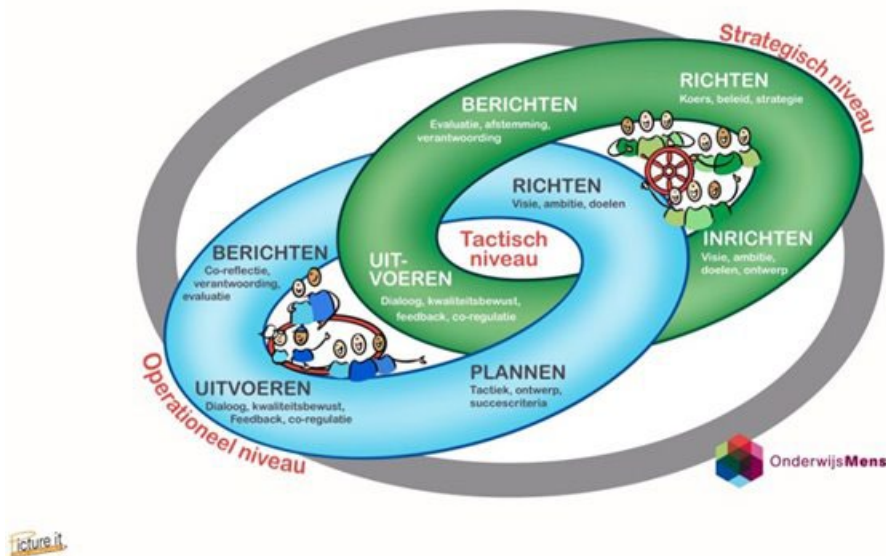 Strategisch niveau
RICHTEN
Koers, beleid, strategie
BERICHTEN
Evaluatie, afstemming,
verantwoording
RICHTEN
Visie, ambitie, doelen
INRICHTEN
Visie, ambitie,
doelen, ontwerp
Tactisch
niveau
BERICHTEN
Co-reflectie,
verantwoording,
evaluatie
UIT-
VOEREN
Dialoog, kwaliteitsbewust,
feedback, co-regulatie
PLANNEN
Tactiek, ontwerp,
succescriteria
UITVOEREN
Dialoog, kwaliteitsbewust,
Feedback, co-regulatie
Operationeel niveau
OnderwijsMens
Picture it